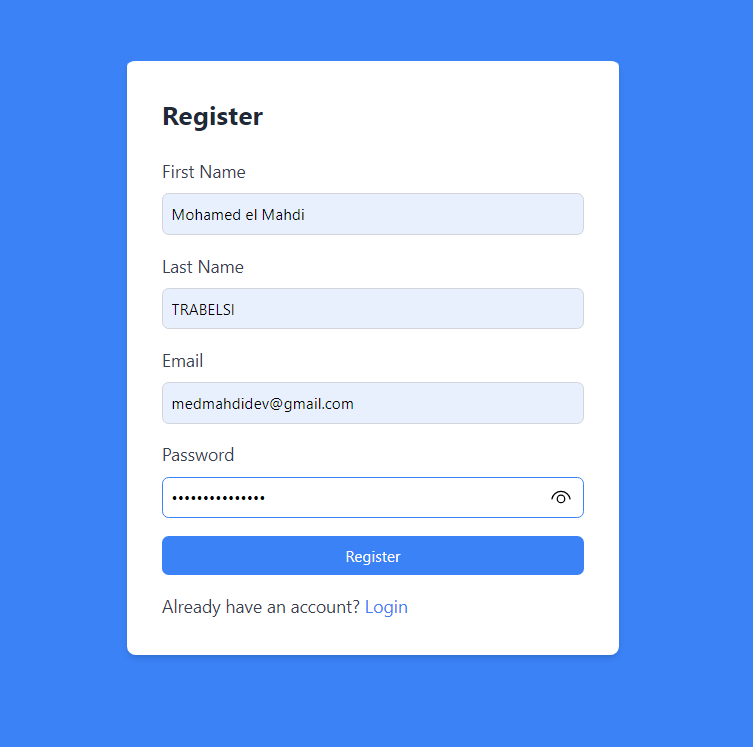 Register
First Name
Mohamed el Mahdi
Last Name
TRABELSI
Email
medmahdidev@gmail.com
Password
•••••••••••••••
Register
Already have an account? Login